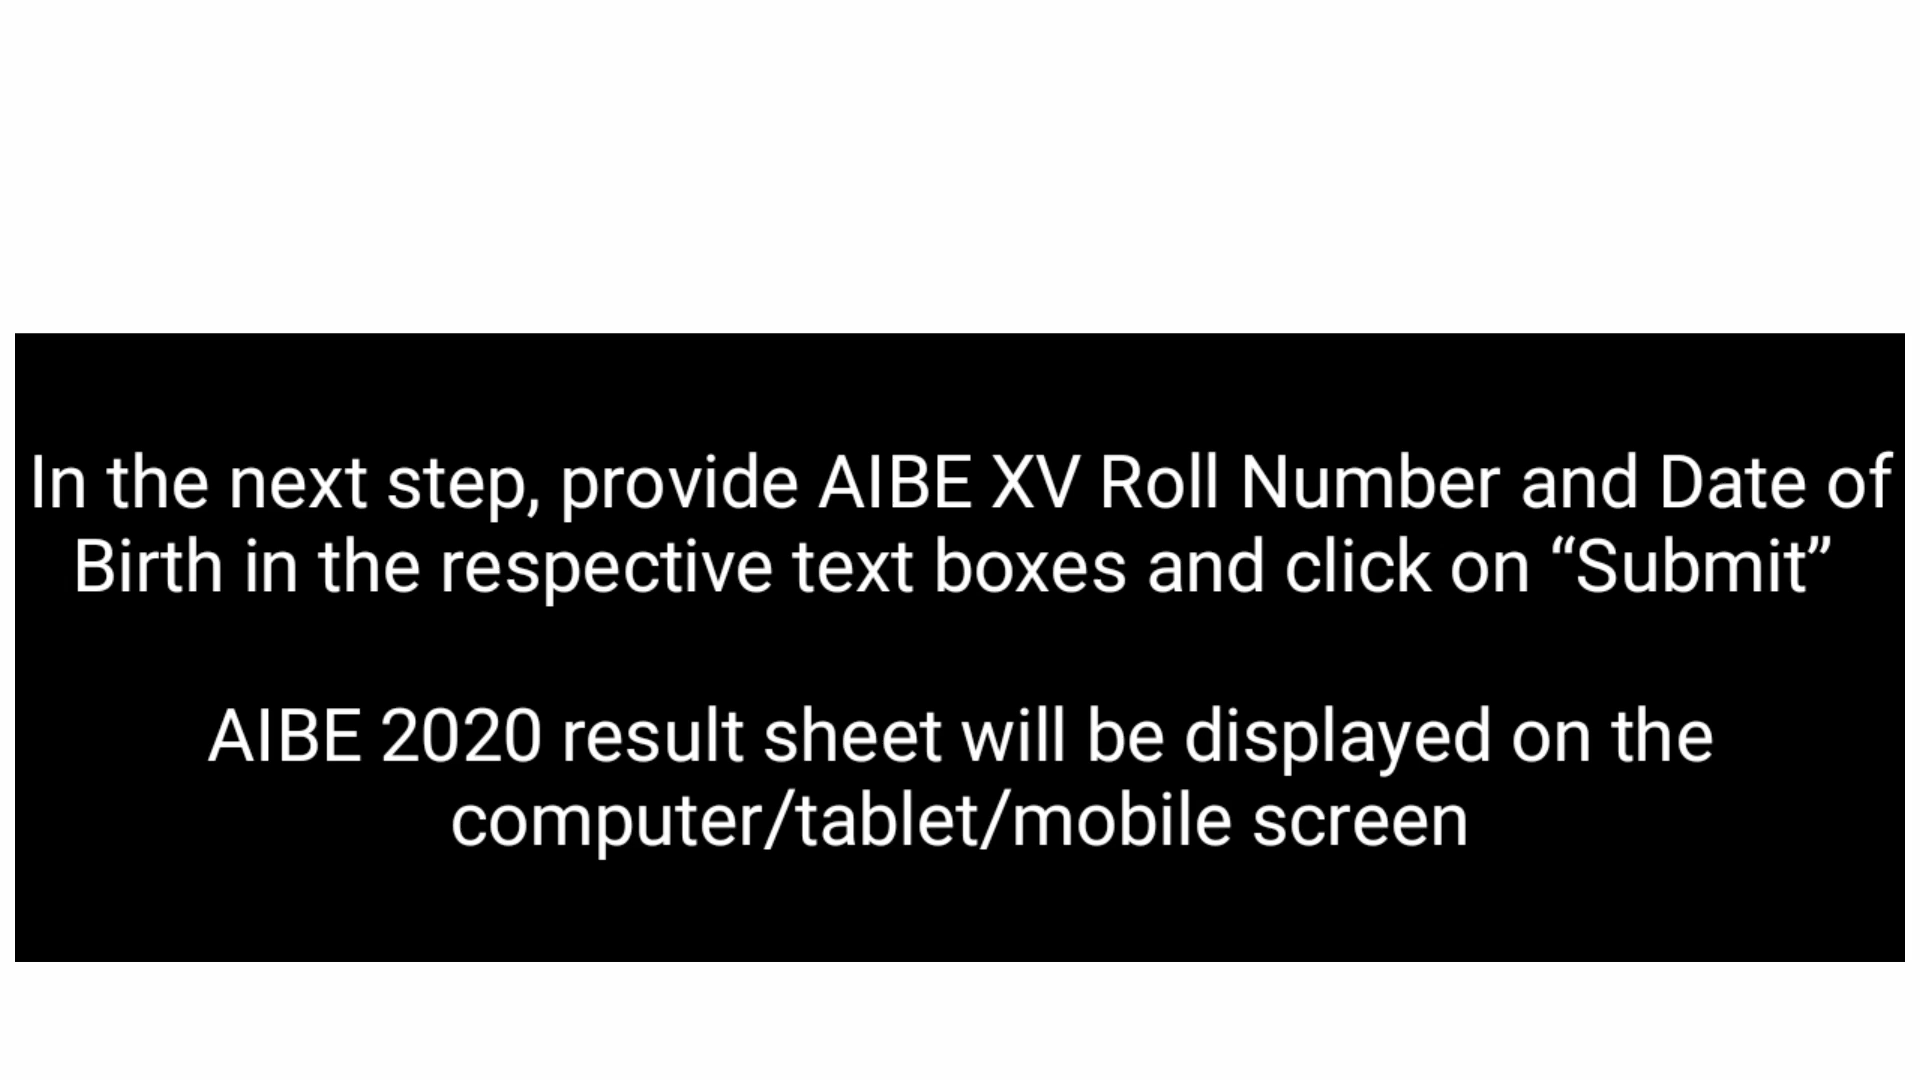 In the next step, provide AIBE XV Roll Number and Date of
Birth in the respective text boxes and click on “Submit”
AIBE 2020 result sheet will be displayed on the
computer/tablet/mobile screen